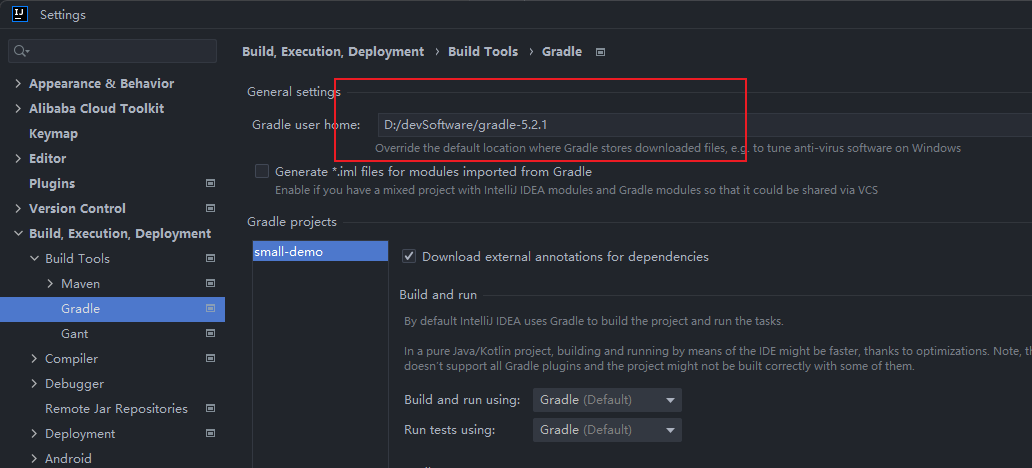 Settings
Build, Execution, Deployment › Build Tools › Gradle
Appearance & Behavior
Alibaba Cloud Toolkit
Keymap
Editor
Plugins
Version Control
Build, Execution, Deployment
Build Tools
Maven
Gradle
Gant
Compiler
Debugger
Remote Jar Repositories
Deployment
Android
General settings
Gradle user home: D:/devSoftware/gradle-5.2.1
Override the default location where Gradle stores downloaded files, e.g. to tune anti-virus software on Windows
Generate *.iml files for modules imported from Gradle
Enable if you have a mixed project with IntelliJ IDEA modules and Gradle modules so that it could be shared via VCS
Gradle projects
small-demo
Download external annotations for dependencies
Build and run
By default IntelliJ IDEA uses Gradle to build the project and run the tasks.
In a pure Java/Kotlin project, building and running by means of the IDE might be faster, thanks to optimizations. Note,
doesn't support all Gradle plugins and the project might not be built correctly with some of them.
Build and run using: Gradle (Default)
Run tests using: Gradle (Default)